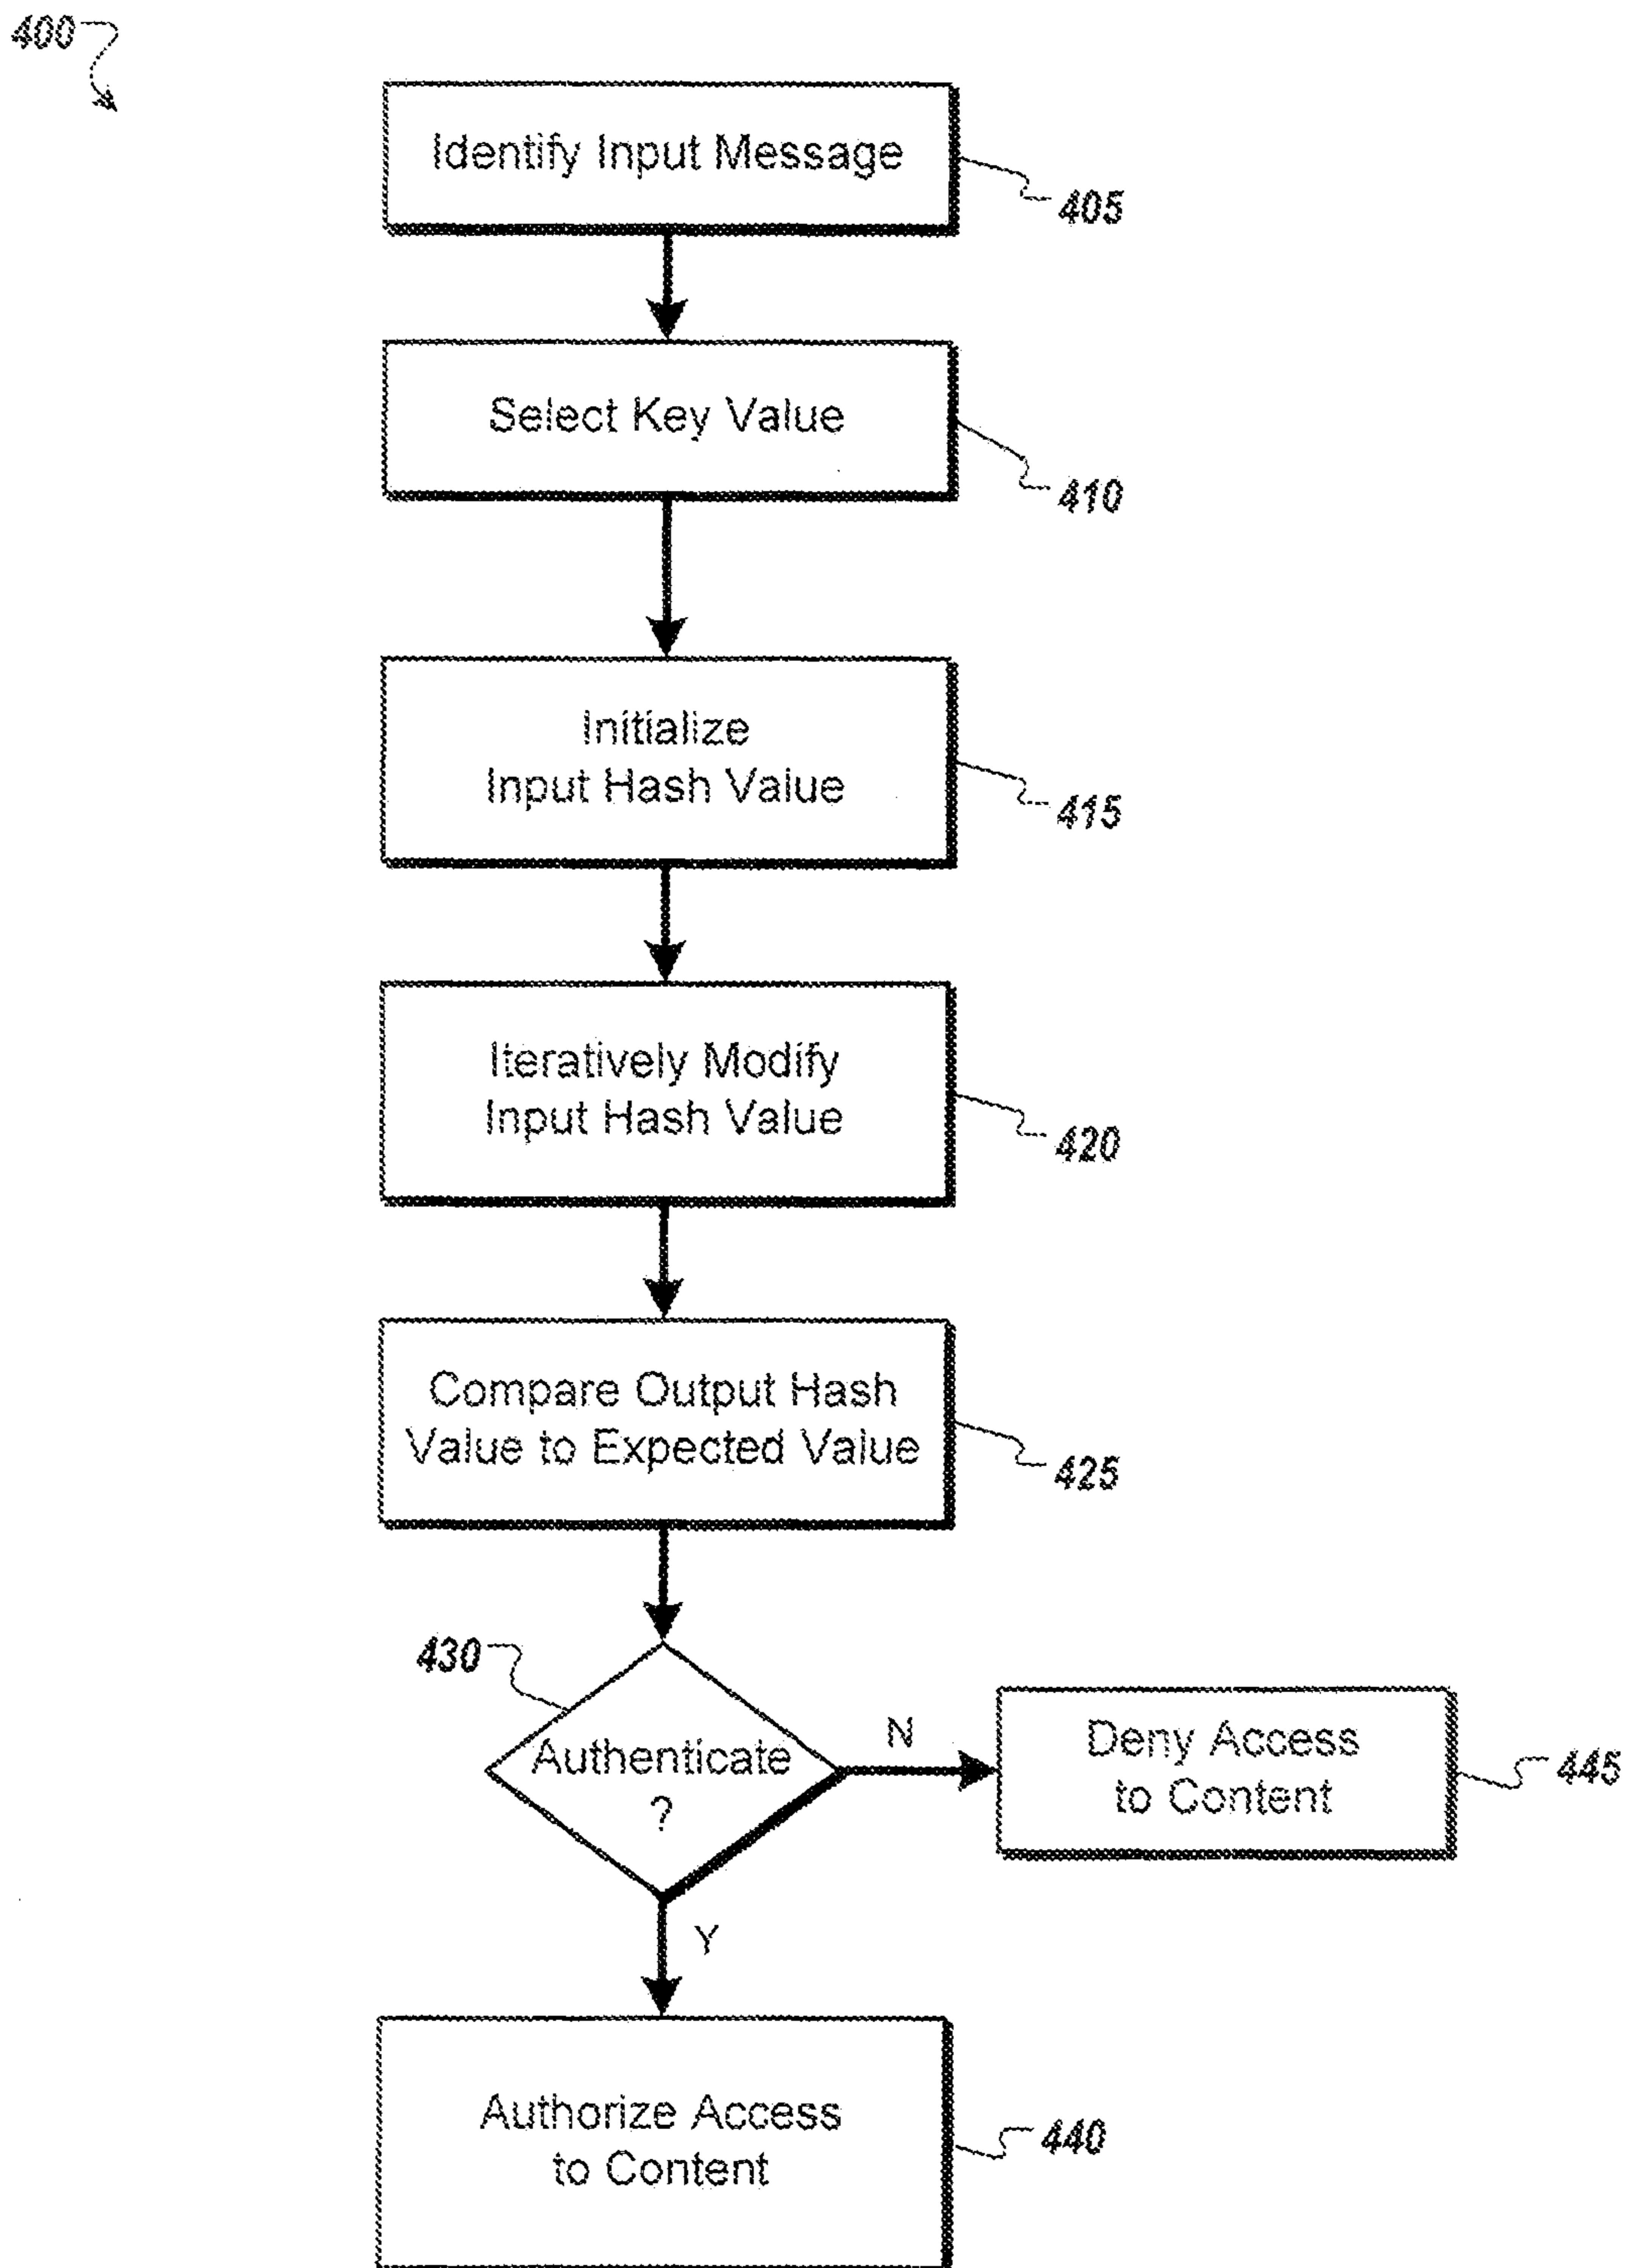 400
Identify Input Message
405
Select Key Value
410
Initialize
Input Hash Value
415
Iteratively Modify
Input Hash Value
420
Compare Output Hash
Value to Expected Value
425
430
Authenticate
?
N
Deny Access
to Content
445
Y
Authorize Access
to Content
440